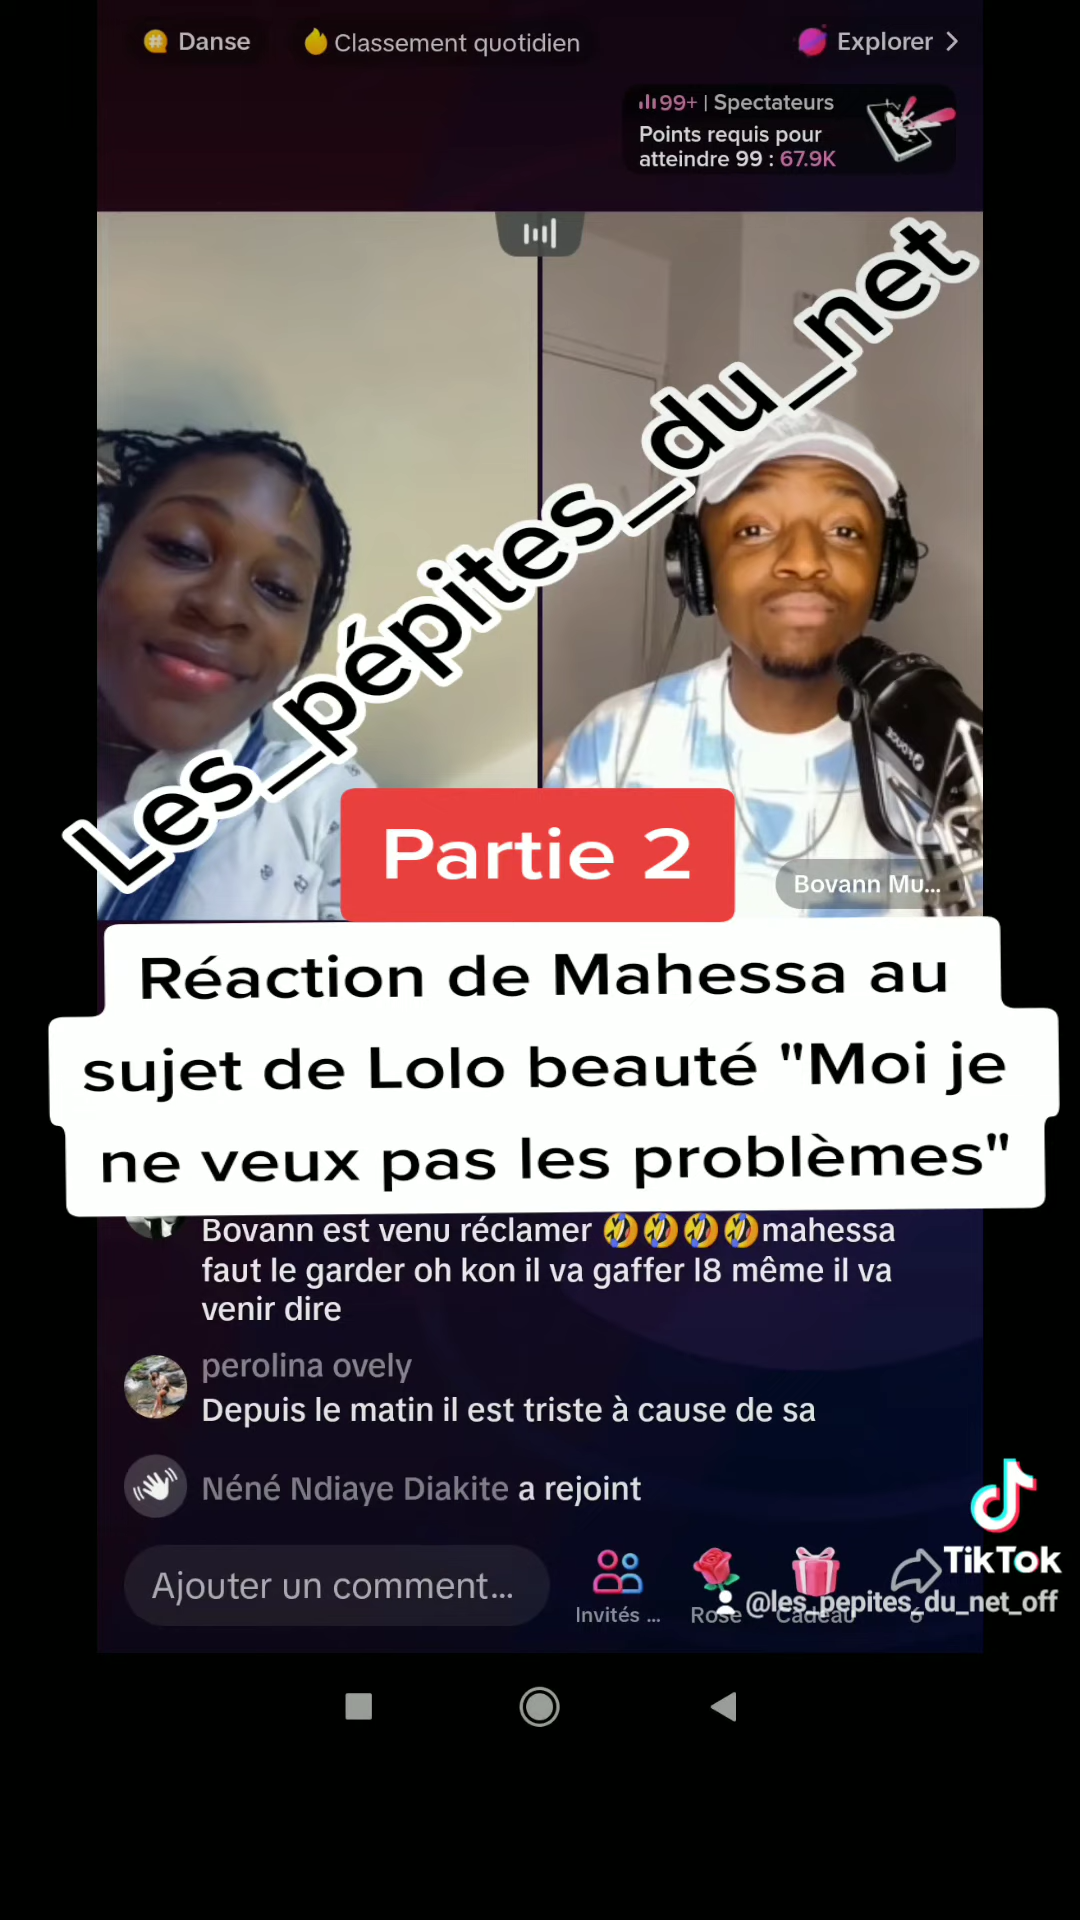 Danse
Classement quotidien
Explorer
99+ | Spectateurs
Points requis pour
atteindre 99 : 67.9K
Les_pépites_du_net
Partie 2
Bovann Mu...
Réaction de Mahessa au
sujet de Lolo beauté "Moi je
ne veux pas les problèmes"
Bovann est venu réclamer 🤣🤣🤣🤣mahessa
faut le garder oh kon il va gaffer l8 même il va
venir dire
perolina ovely
Depuis le matin il est triste à cause de sa
Néné Ndiaye Diakite a rejoint
Ajouter un comment...
Invités ...
Rose
Cadeau
6
TikTok
@les_pepites_du_net_off